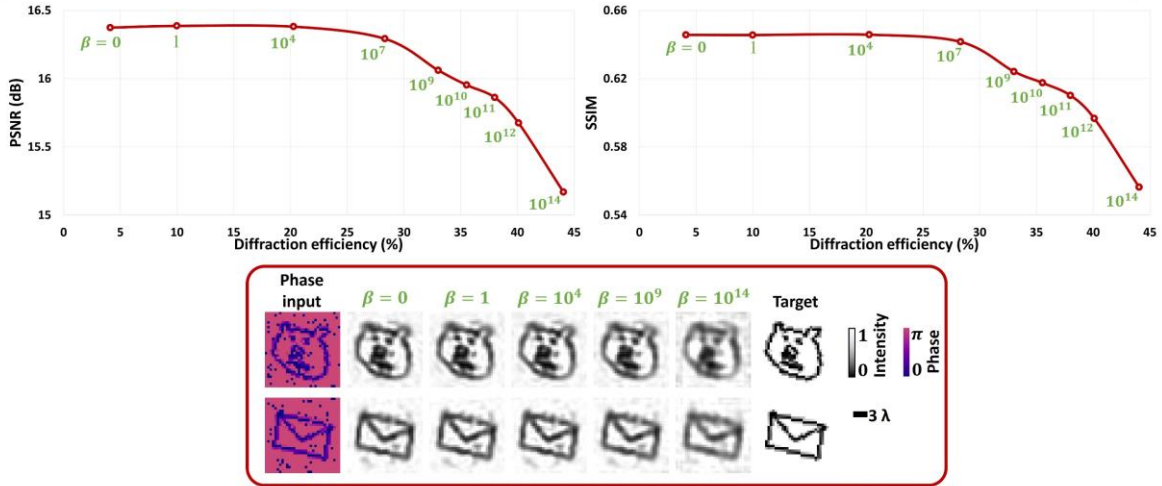 16.5
16
15.5
15
PSNR (dB)
β = 0
1
10⁴
10⁷
10⁹
10¹⁰
10¹¹
10¹²
10¹⁴
0 5 10 15 20 25 30 35 40 45
Diffraction efficiency (%)
0.66
0.62
0.58
0.54
SSIM
β = 0
1
10⁴
10⁷
10⁹
10¹⁰
10¹¹
10¹²
10¹⁴
0 5 10 15 20 25 30 35 40 45
Diffraction efficiency (%)
Phase
input
β = 0 β = 1 β = 10⁴ β = 10⁹ β = 10¹⁴ Target
1
0
Intensity
π
0
Phase
3 λ